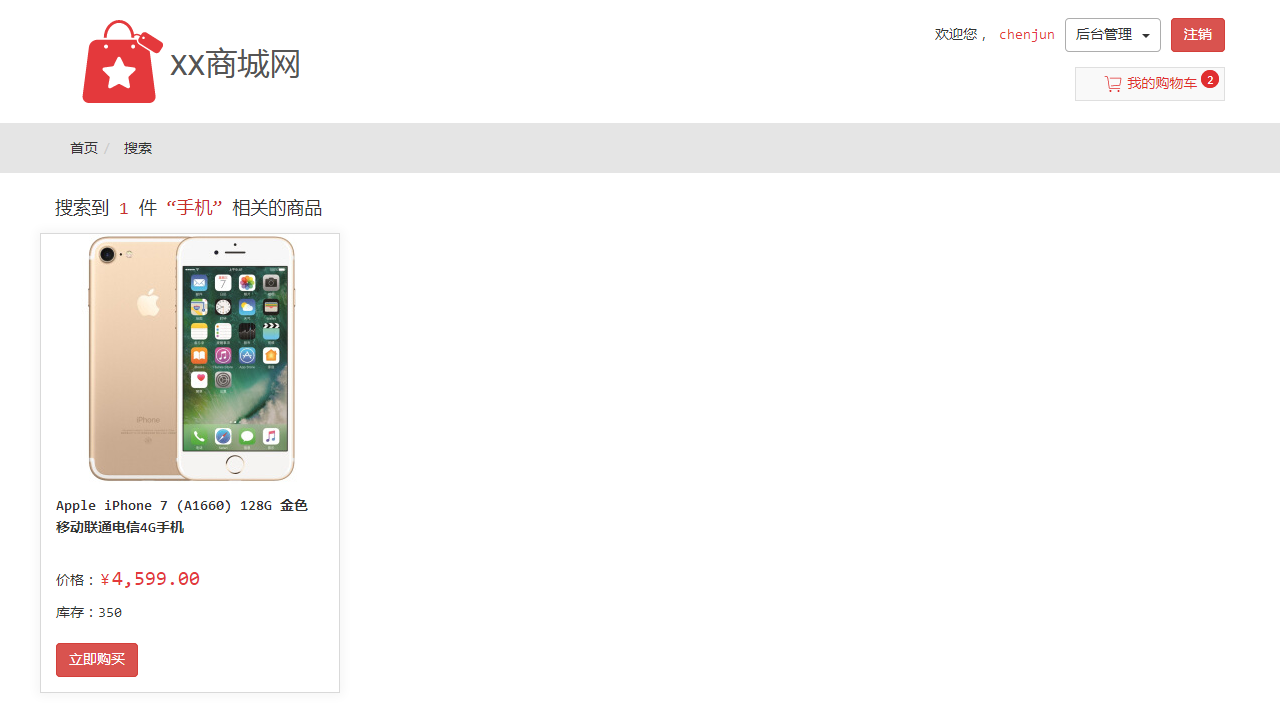 xx商城网
欢迎您， chenjun 后台管理 注销
我的购物车 2
首页 / 搜索
搜索到 1 件 “手机” 相关的商品
iPhone
Apple iPhone 7 (A1660) 128G 金色
移动联通电信4G手机
价格：￥4,599.00
库存：350
立即购买